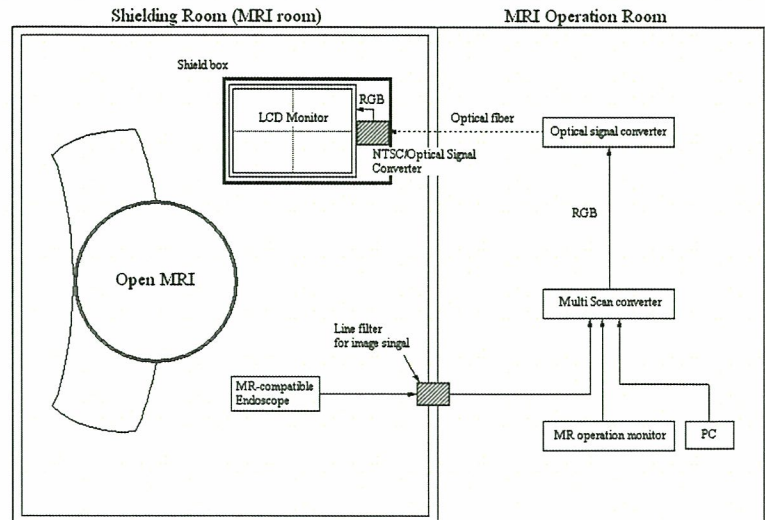 Shielding Room (MRI room)
MRI Operation Room
Shield box
RGB
LCD Monitor
Optical fiber
Optical signal converter
NTSC/Optical Signal
Converter
RGB
Open MRI
Multi Scan converter
Line filter
for image singal
MR-compatible
Endoscope
MR operation monitor
PC